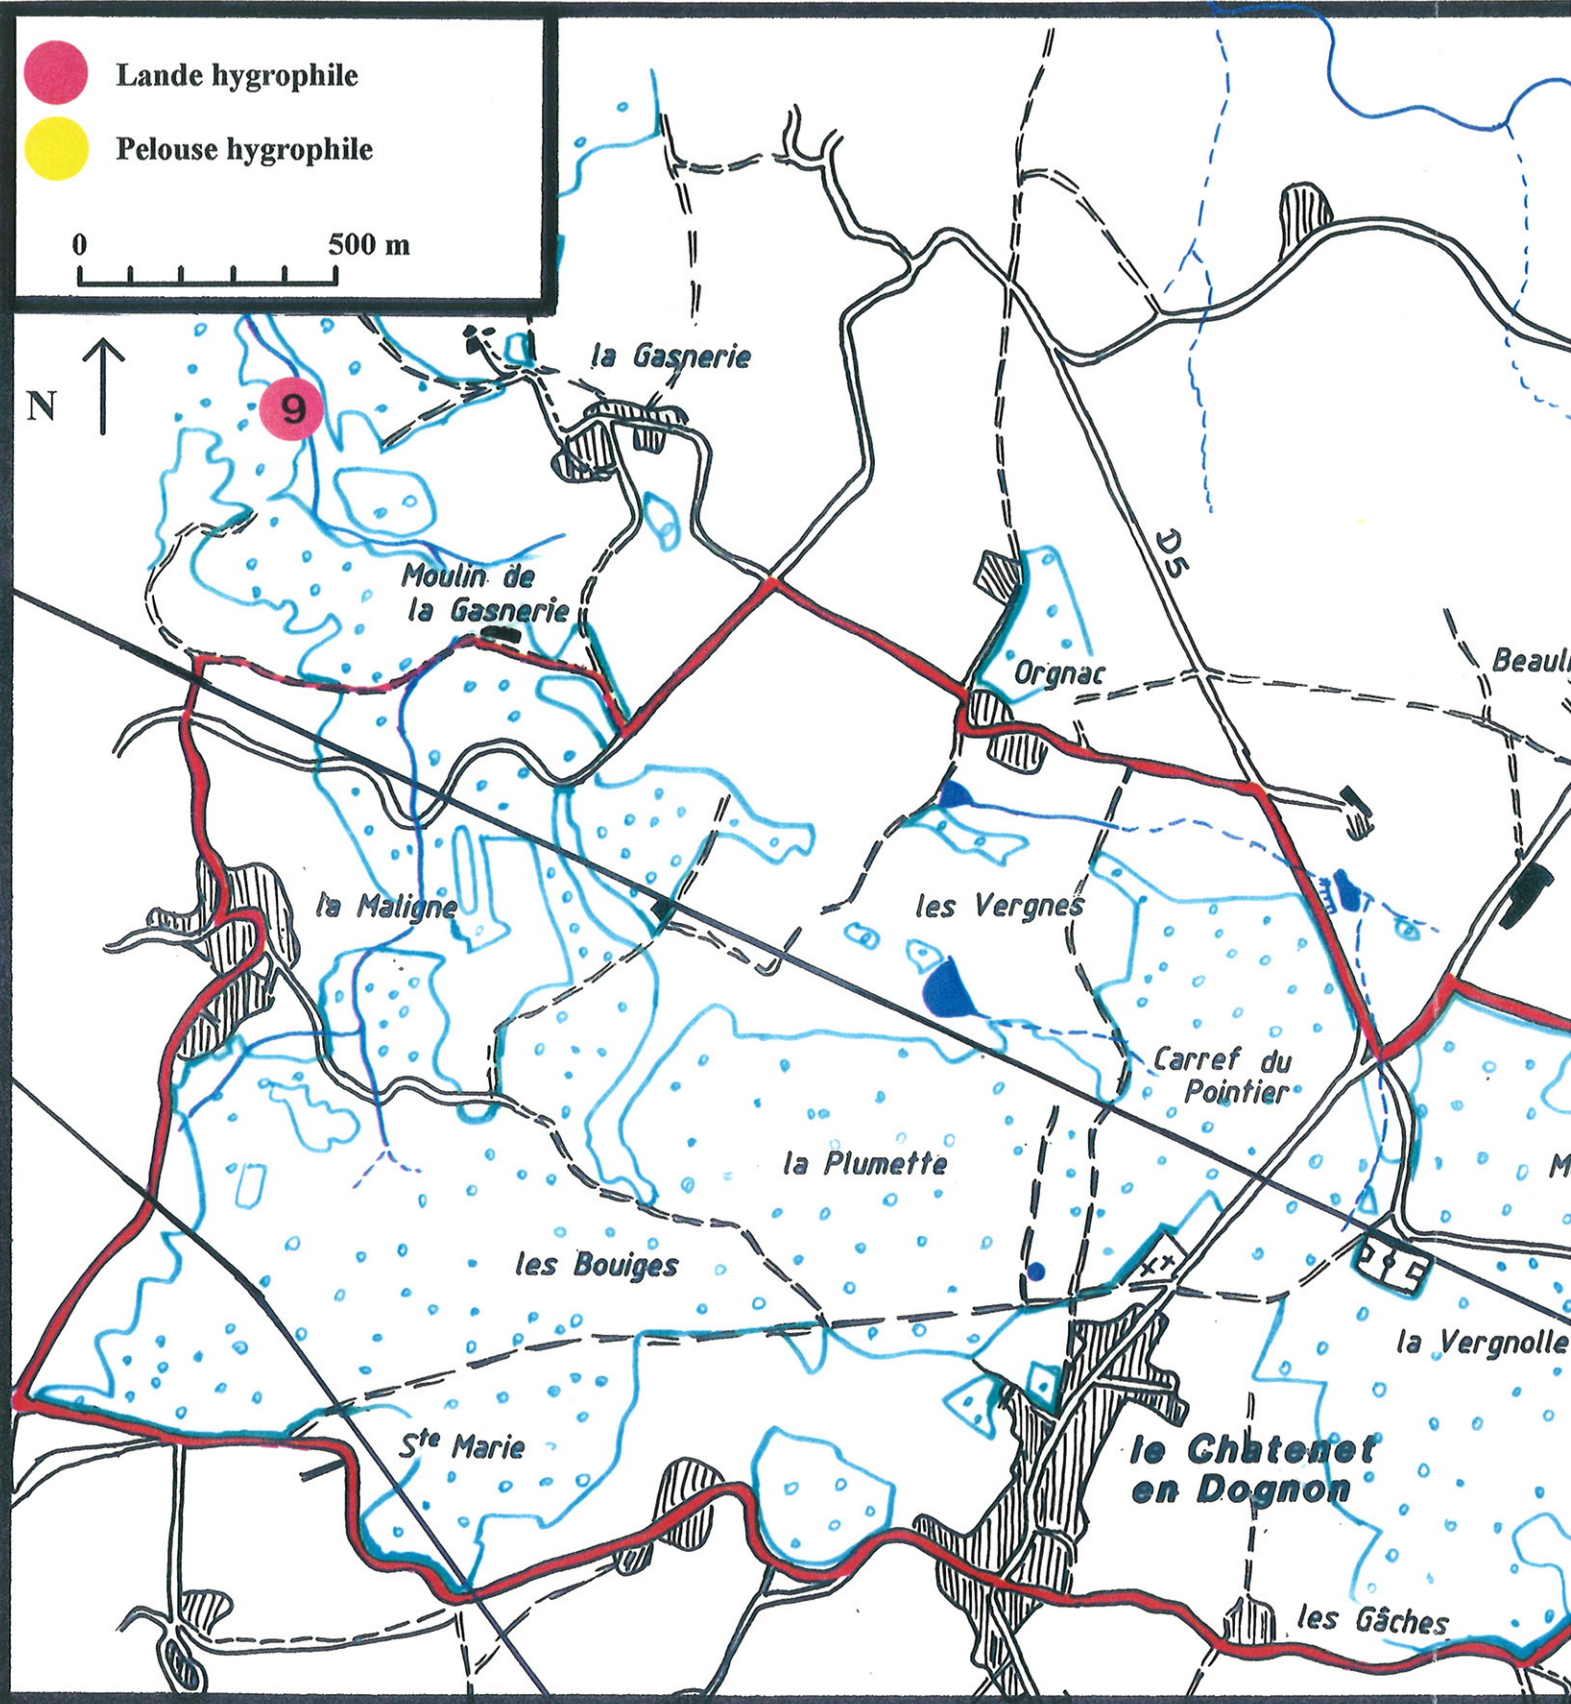 Lande hygrophile
Pelouse hygrophile
0 500 m
N
9
la Gasnerie
D5
Moulin de
la Gasnerie
Orgnac
la Maligne
les Vergnes
Carref du
Pointier
la Plumette
les Bouiges
la Vergnolle
Ste Marie
le Chatenet
en Dognon
les Gâches